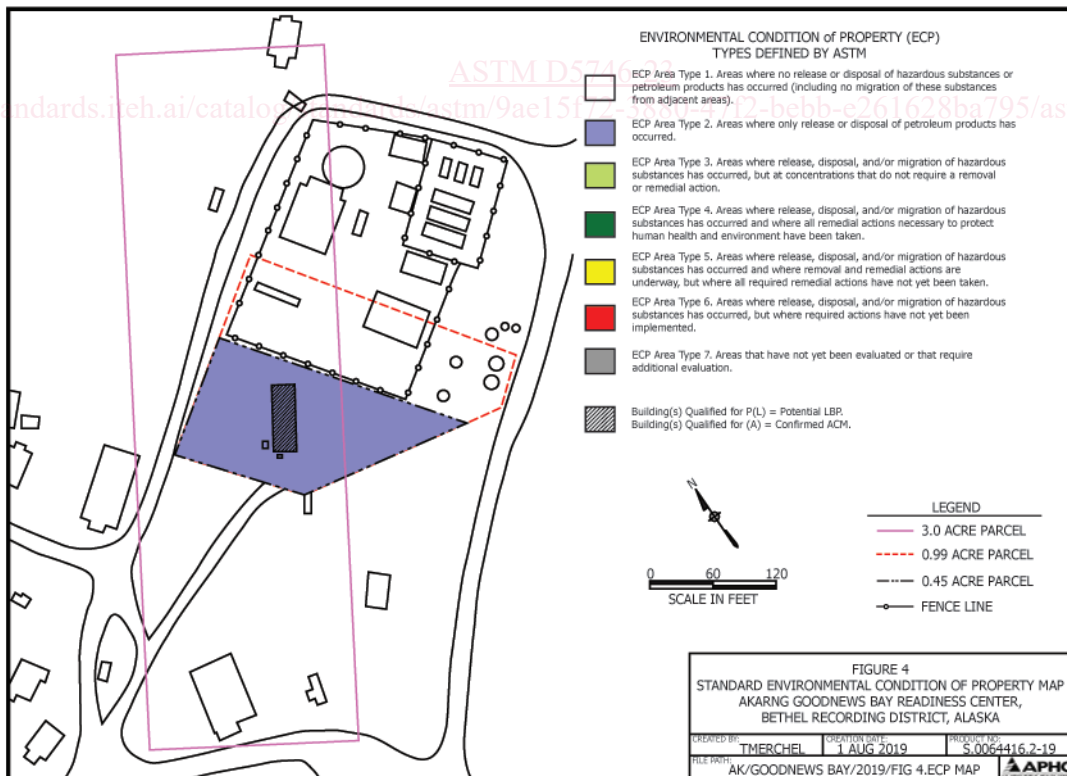 ENVIRONMENTAL CONDITION of PROPERTY (ECP)
TYPES DEFINED BY ASTM
ASTM D5746-23
ECP Area Type 1. Areas where no release or disposal of hazardous substances or
petroleum products has occurred (including no migration of these substances
from adjacent areas).
ECP Area Type 2. Areas where only release or disposal of petroleum products has
occurred.
ECP Area Type 3. Areas where release, disposal, and/or migration of hazardous
substances has occurred, but at concentrations that do not require a removal
or remedial action.
ECP Area Type 4. Areas where release, disposal, and/or migration of hazardous
substances has occurred and where all remedial actions necessary to protect
human health and environment have been taken.
ECP Area Type 5. Areas where release, disposal, and/or migration of hazardous
substances has occurred and where removal and remedial actions are
underway, but where all required remedial actions have not yet been taken.
ECP Area Type 6. Areas where release, disposal, and/or migration of hazardous
substances has occurred, but where required actions have not yet been
implemented.
ECP Area Type 7. Areas that have not yet been evaluated or that require
additional evaluation.
Building(s) Qualified for P(L) = Potential LBP.
Building(s) Qualified for (A) = Confirmed ACM.
N
0 60 120
SCALE IN FEET
LEGEND
3.0 ACRE PARCEL
0.99 ACRE PARCEL
0.45 ACRE PARCEL
FENCE LINE
FIGURE 4
STANDARD ENVIRONMENTAL CONDITION OF PROPERTY MAP
AKARNG GOODNEWS BAY READINESS CENTER,
BETHEL RECORDING DISTRICT, ALASKA
CREATED BY: TMERCHEL CREATION DATE: 1 AUG 2019 PRODUCT NO: S.0064416.2-19
FILE PATH: AK/GOODNEWS BAY/2019/FIG 4.ECP MAP APHC